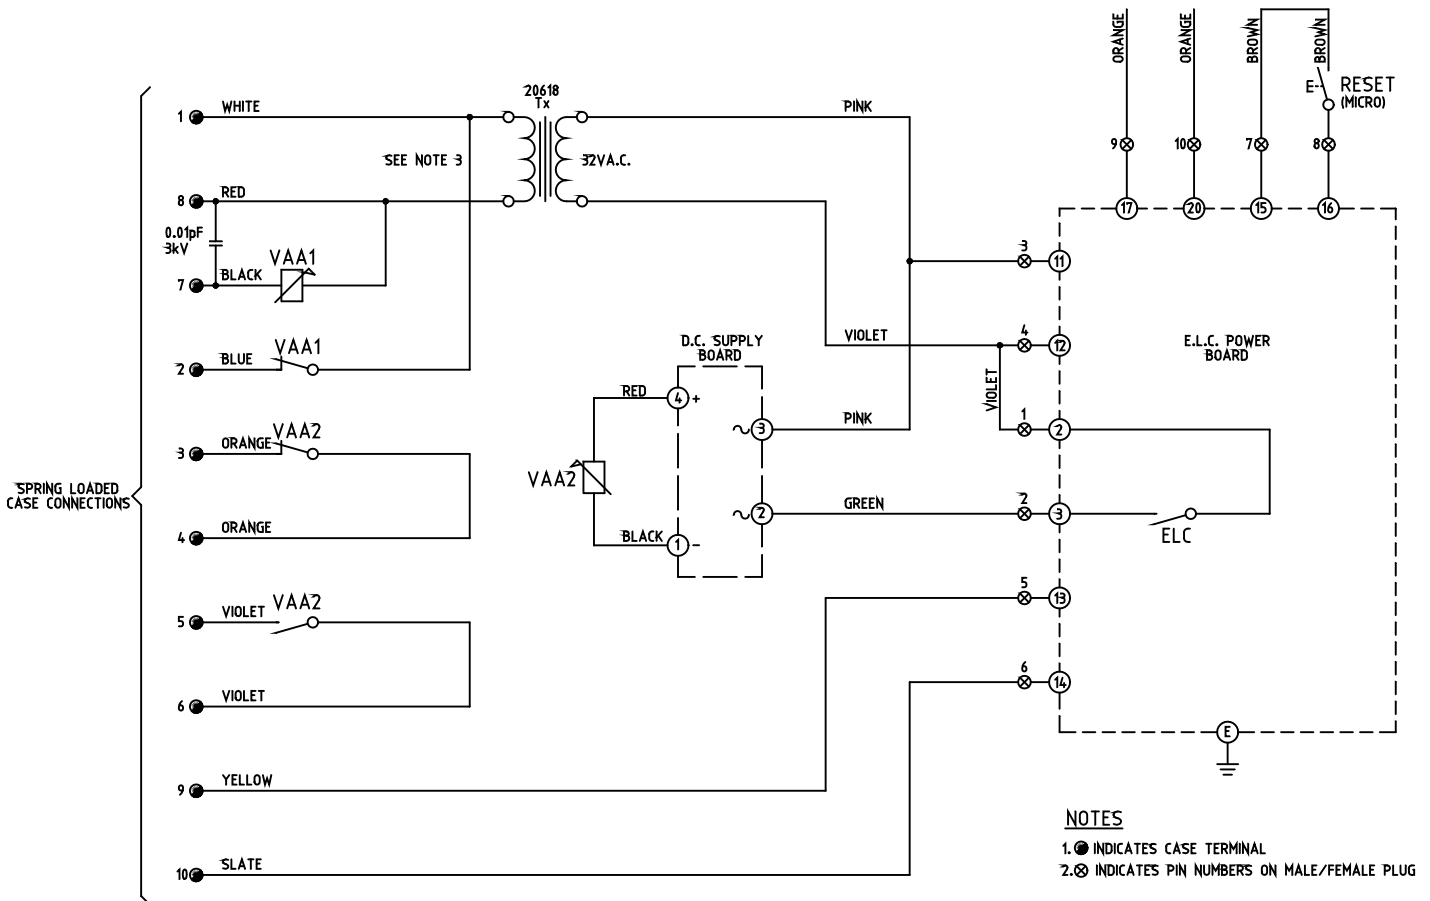 ORANGE
ORANGE
BROWN
BROWN
E
RESET
(MICRO)
9
10
7
8
17
20
15
16
20618
Tx
1
WHITE
PINK
SEE NOTE 3
32VA.C.
8
RED
0.01pF
3kV
VAA1
7
BLACK
3
11
VAA1
2
BLUE
VIOLET
4
12
E.L.C. POWER
BOARD
D.C. SUPPLY
BOARD
VIOLET
RED
4
+
3
ORANGE
VAA2
3
PINK
1
2
VAA2
2
GREEN
2
3
ELC
SPRING LOADED
CASE CONNECTIONS
4
ORANGE
BLACK
1
-
5
VIOLET
VAA2
5
13
6
VIOLET
6
14
E
9
YELLOW
10
SLATE
NOTES
1. INDICATES CASE TERMINAL
2. INDICATES PIN NUMBERS ON MALE/FEMALE PLUG